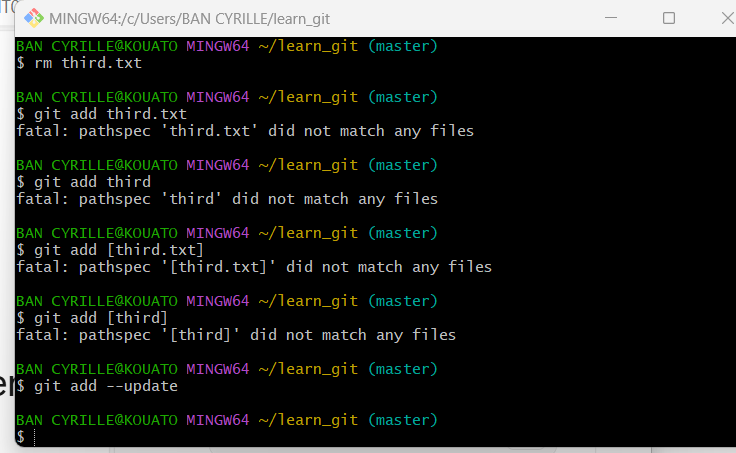 MINGW64:/c/Users/BAN CYRILLE/learn_git
BAN CYRILLE@KOUATO MINGW64 ~/learn_git (master)
$ rm third.txt
BAN CYRILLE@KOUATO MINGW64 ~/learn_git (master)
$ git add third.txt
fatal: pathspec 'third.txt' did not match any files
BAN CYRILLE@KOUATO MINGW64 ~/learn_git (master)
$ git add third
fatal: pathspec 'third' did not match any files
BAN CYRILLE@KOUATO MINGW64 ~/learn_git (master)
$ git add [third.txt]
fatal: pathspec '[third.txt]' did not match any files
BAN CYRILLE@KOUATO MINGW64 ~/learn_git (master)
$ git add [third]
fatal: pathspec '[third]' did not match any files
BAN CYRILLE@KOUATO MINGW64 ~/learn_git (master)
$ git add --update
BAN CYRILLE@KOUATO MINGW64 ~/learn_git (master)
$